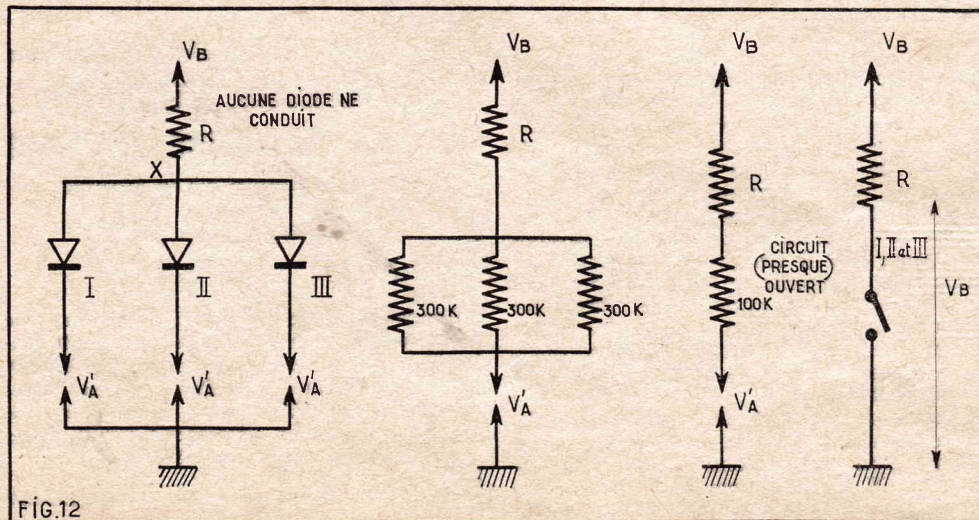 VB
R
AUCUNE DIODE NE
CONDUIT
X
I
II
III
V'A
V'A
V'A
VB
R
300K
300K
300K
V'A
VB
R
(CIRCUIT
PRESQUE)
OUVERT
100K
V'A
VB
R
I, II at III
VB
FIG.12